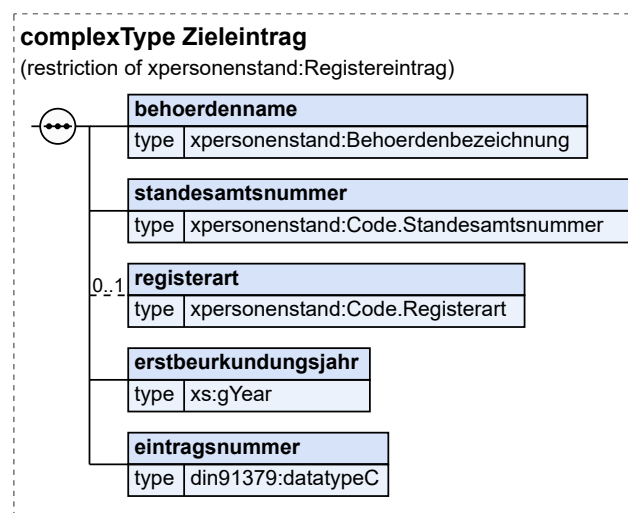 complexType Zieleintrag
(restriction of xpersonenstand:Registereintrag)
behoerdenname
type xpersonenstand:Behoerdenbezeichnung
standesamtsnummer
type xpersonenstand:Code.Standesamtsnummer
0..1
registerart
type xpersonenstand:Code.Registerart
erstbeurkundungsjahr
type xs:gYear
eintragsnummer
type din91379:datatypeC